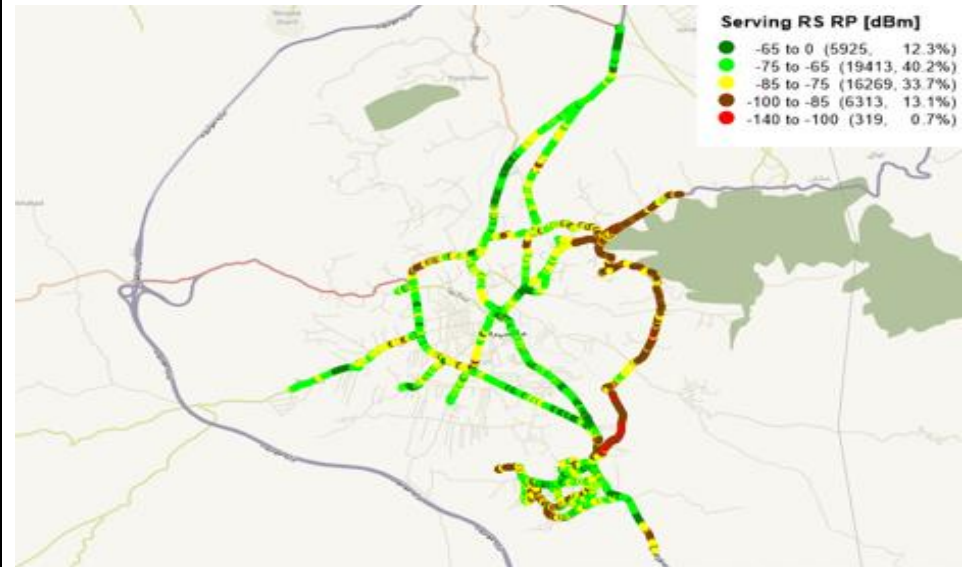 Serving RS RP [dBm]
-65 to 0 (5925, 12.3%)
-75 to -65 (19413, 40.2%)
-85 to -75 (16269, 33.7%)
-100 to -85 (6313, 13.1%)
-140 to -100 (319, 0.7%)